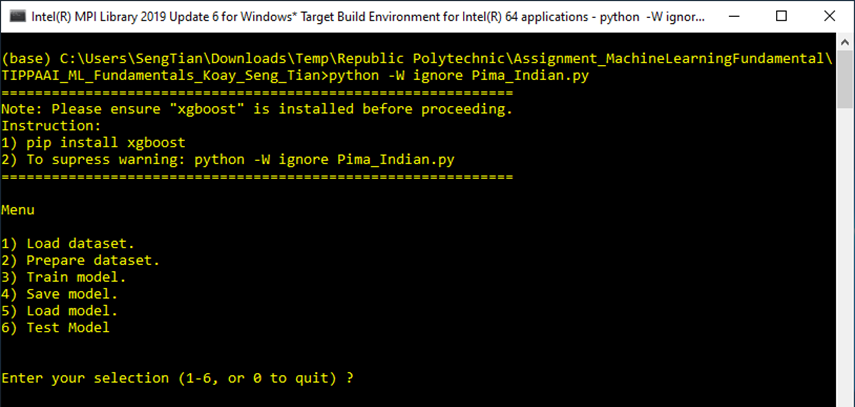 Intel(R) MPI Library 2019 Update 6 for Windows* Target Build Environment for Intel(R) 64 applications - python -W ignor...
(base) C:\Users\SengTian\Downloads\Temp\Republic Polytechnic\Assignment_MachineLearningFundamental\
TIPPAAI_ML_Fundamentals_Koay_Seng_Tian>python -W ignore Pima_Indian.py
=============================================================
Note: Please ensure "xgboost" is installed before proceeding.
Instruction:
1) pip install xgboost
2) To supress warning: python -W ignore Pima_Indian.py
=============================================================
Menu
1) Load dataset.
2) Prepare dataset.
3) Train model.
4) Save model.
5) Load model.
6) Test Model
Enter your selection (1-6, or 0 to quit) ?